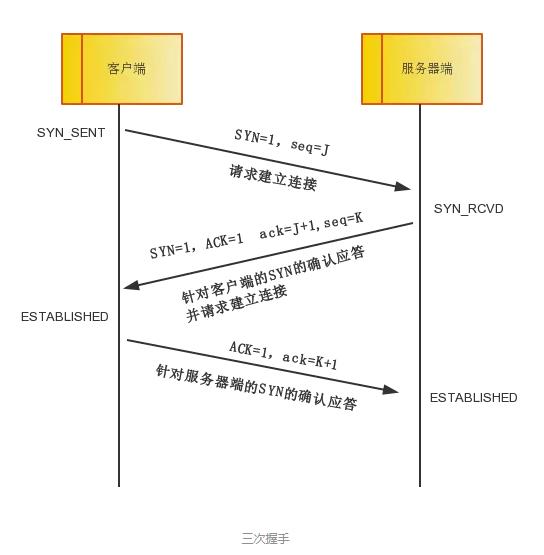 客户端
服务器端
SYN_SENT
SYN=1, seq=J
请求建立连接
SYN_RCVD
SYN=1, ACK=1 ack=J+1,seq=K
针对客户端的SYN的确认应答
并请求建立连接
ESTABLISHED
ACK=1, ack=K+1
针对服务器端的SYN的确认应答
ESTABLISHED
三次握手